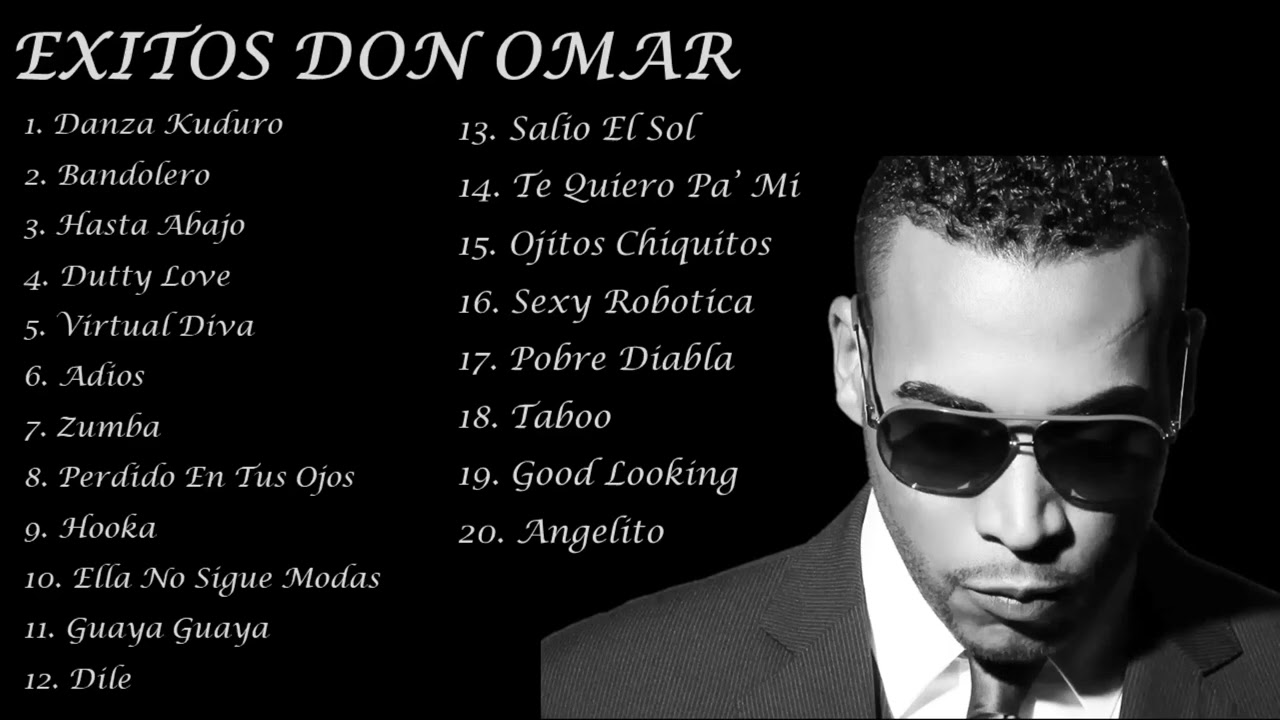 EXITOS DON OMAR
1. Danza Kuduro
2. Bandolero
3. Hasta Abajo
4. Dutty Love
5. Virtual Diva
6. Adios
7. Zumba
8. Perdido En Tus Ojos
9. Hooka
10. Ella No Sigue Modas
11. Guaya Guaya
12. Dile
13. Salio El Sol
14. Te Quiero Pa' Mi
15. Ojitos Chiquitos
16. Sexy Robotica
17. Pobre Diabla
18. Taboo
19. Good Looking
20. Angelito